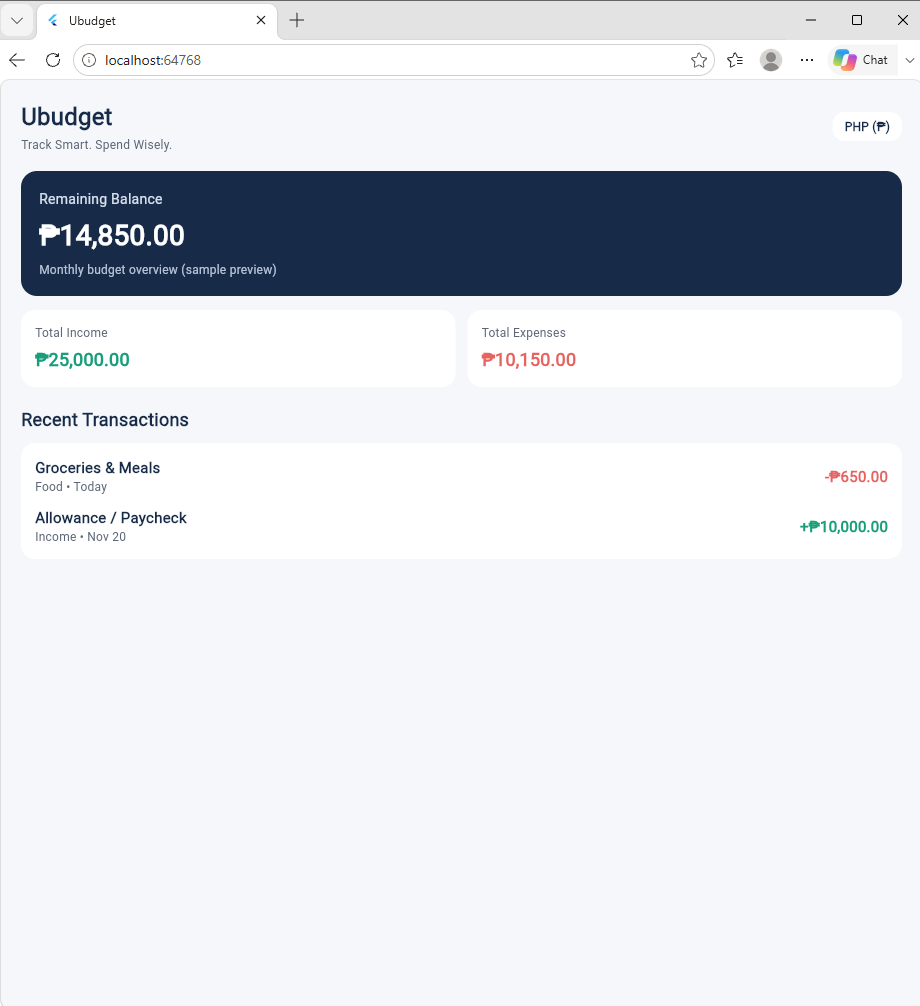 Ubudget
localhost:64768
Chat
Ubudget
Track Smart. Spend Wisely.
PHP (₱)
Remaining Balance
₱14,850.00
Monthly budget overview (sample preview)
Total Income
₱25,000.00
Total Expenses
₱10,150.00
Recent Transactions
Groceries & Meals
Food • Today
-₱650.00
Allowance / Paycheck
Income • Nov 20
+₱10,000.00